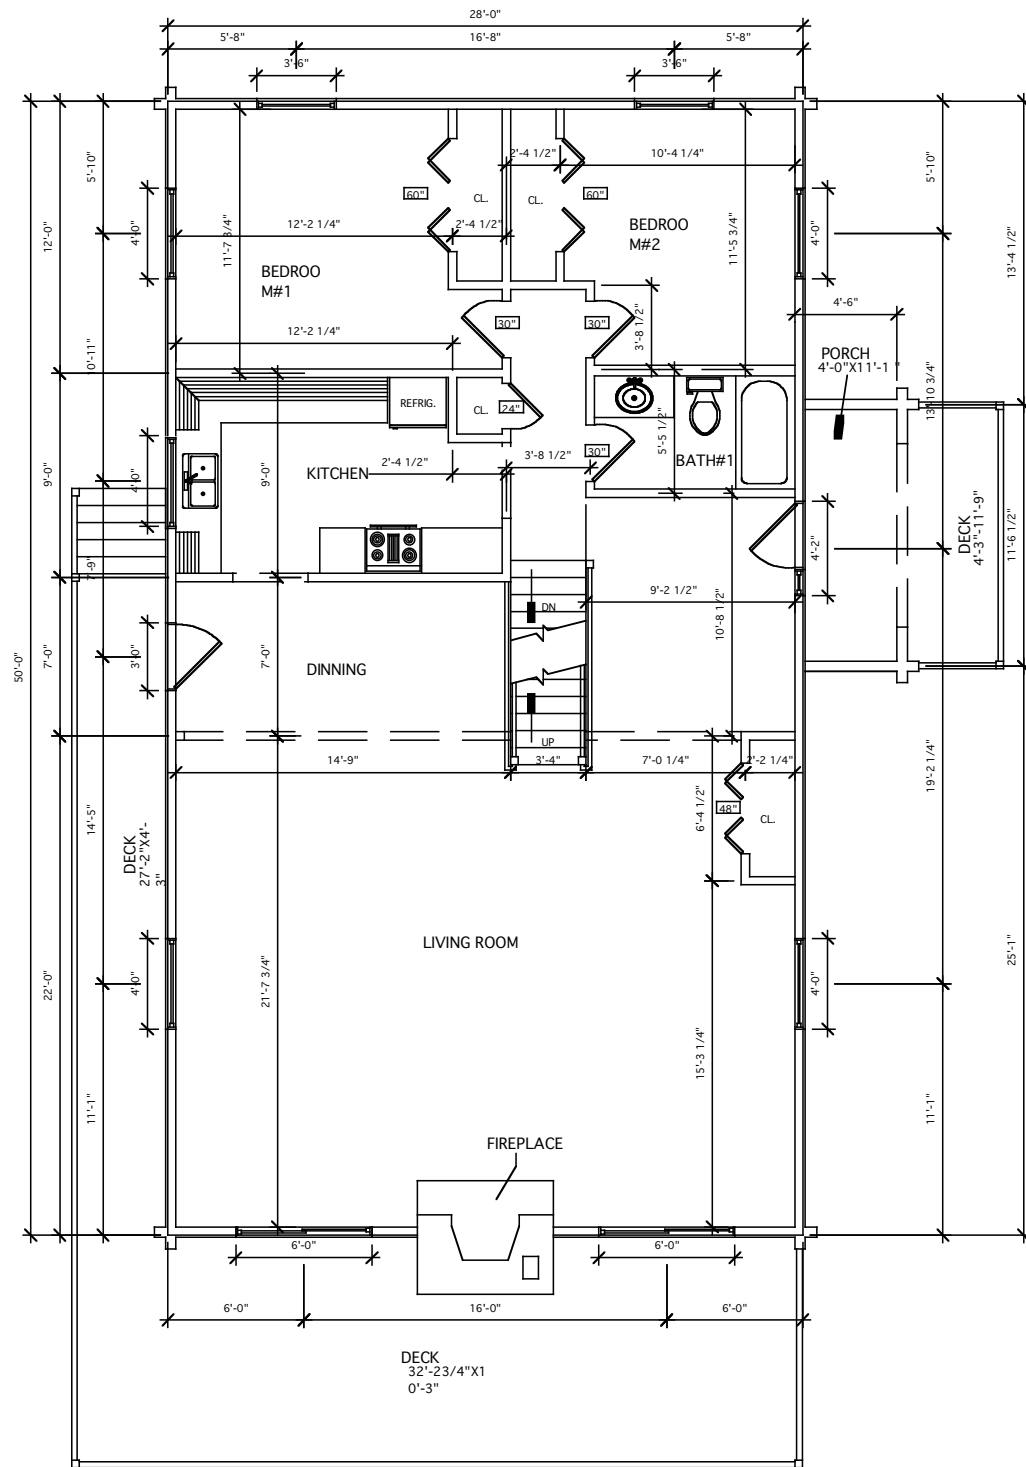 28'-0"
5'-8"
16'-8"
5'-8"
3'-6"
3'-6"
5'-10"
5'-10"
12'-0"
4'-0"
11'-7 3/4"
12'-2 1/4"
60"
CL.
2'-4 1/2"
2'-4 1/2"
CL.
60"
10'-4 1/4"
BEDROO
M#2
11'-5 3/4"
4'-0"
13'-4 1/2"
BEDROO
M#1
12'-2 1/4"
30"
30"
3'-8 1/2"
4'-6"
PORCH
4'-0"X11'-1 "
10'-11"
13'-10 3/4"
REFRIG.
CL.
24"
5'-5 1/2"
30"
BATH#1
9'-0"
4'-0"
9'-0"
KITCHEN
2'-4 1/2"
3'-8 1/2"
4'-2"
DECK
4'-3"-11'-9"
11'-6 1/2"
7'-9"
DN
9'-2 1/2"
10'-8 1/2"
50'-0"
7'-0"
3'-0"
7'-0"
DINNING
UP
14'-9"
3'-4"
7'-0 1/4"
2'-2 1/4"
19'-2 1/4"
14'-5"
DECK
27'-2"X4'-
3"
6'-4 1/2"
48"
CL.
LIVING ROOM
22'-0"
4'-0"
21'-7 3/4"
4'-0"
25'-1"
15'-3 1/4"
11'-1"
11'-1"
FIREPLACE
6'-0"
6'-0"
6'-0"
16'-0"
6'-0"
DECK
32'-23/4"X1
0'-3"